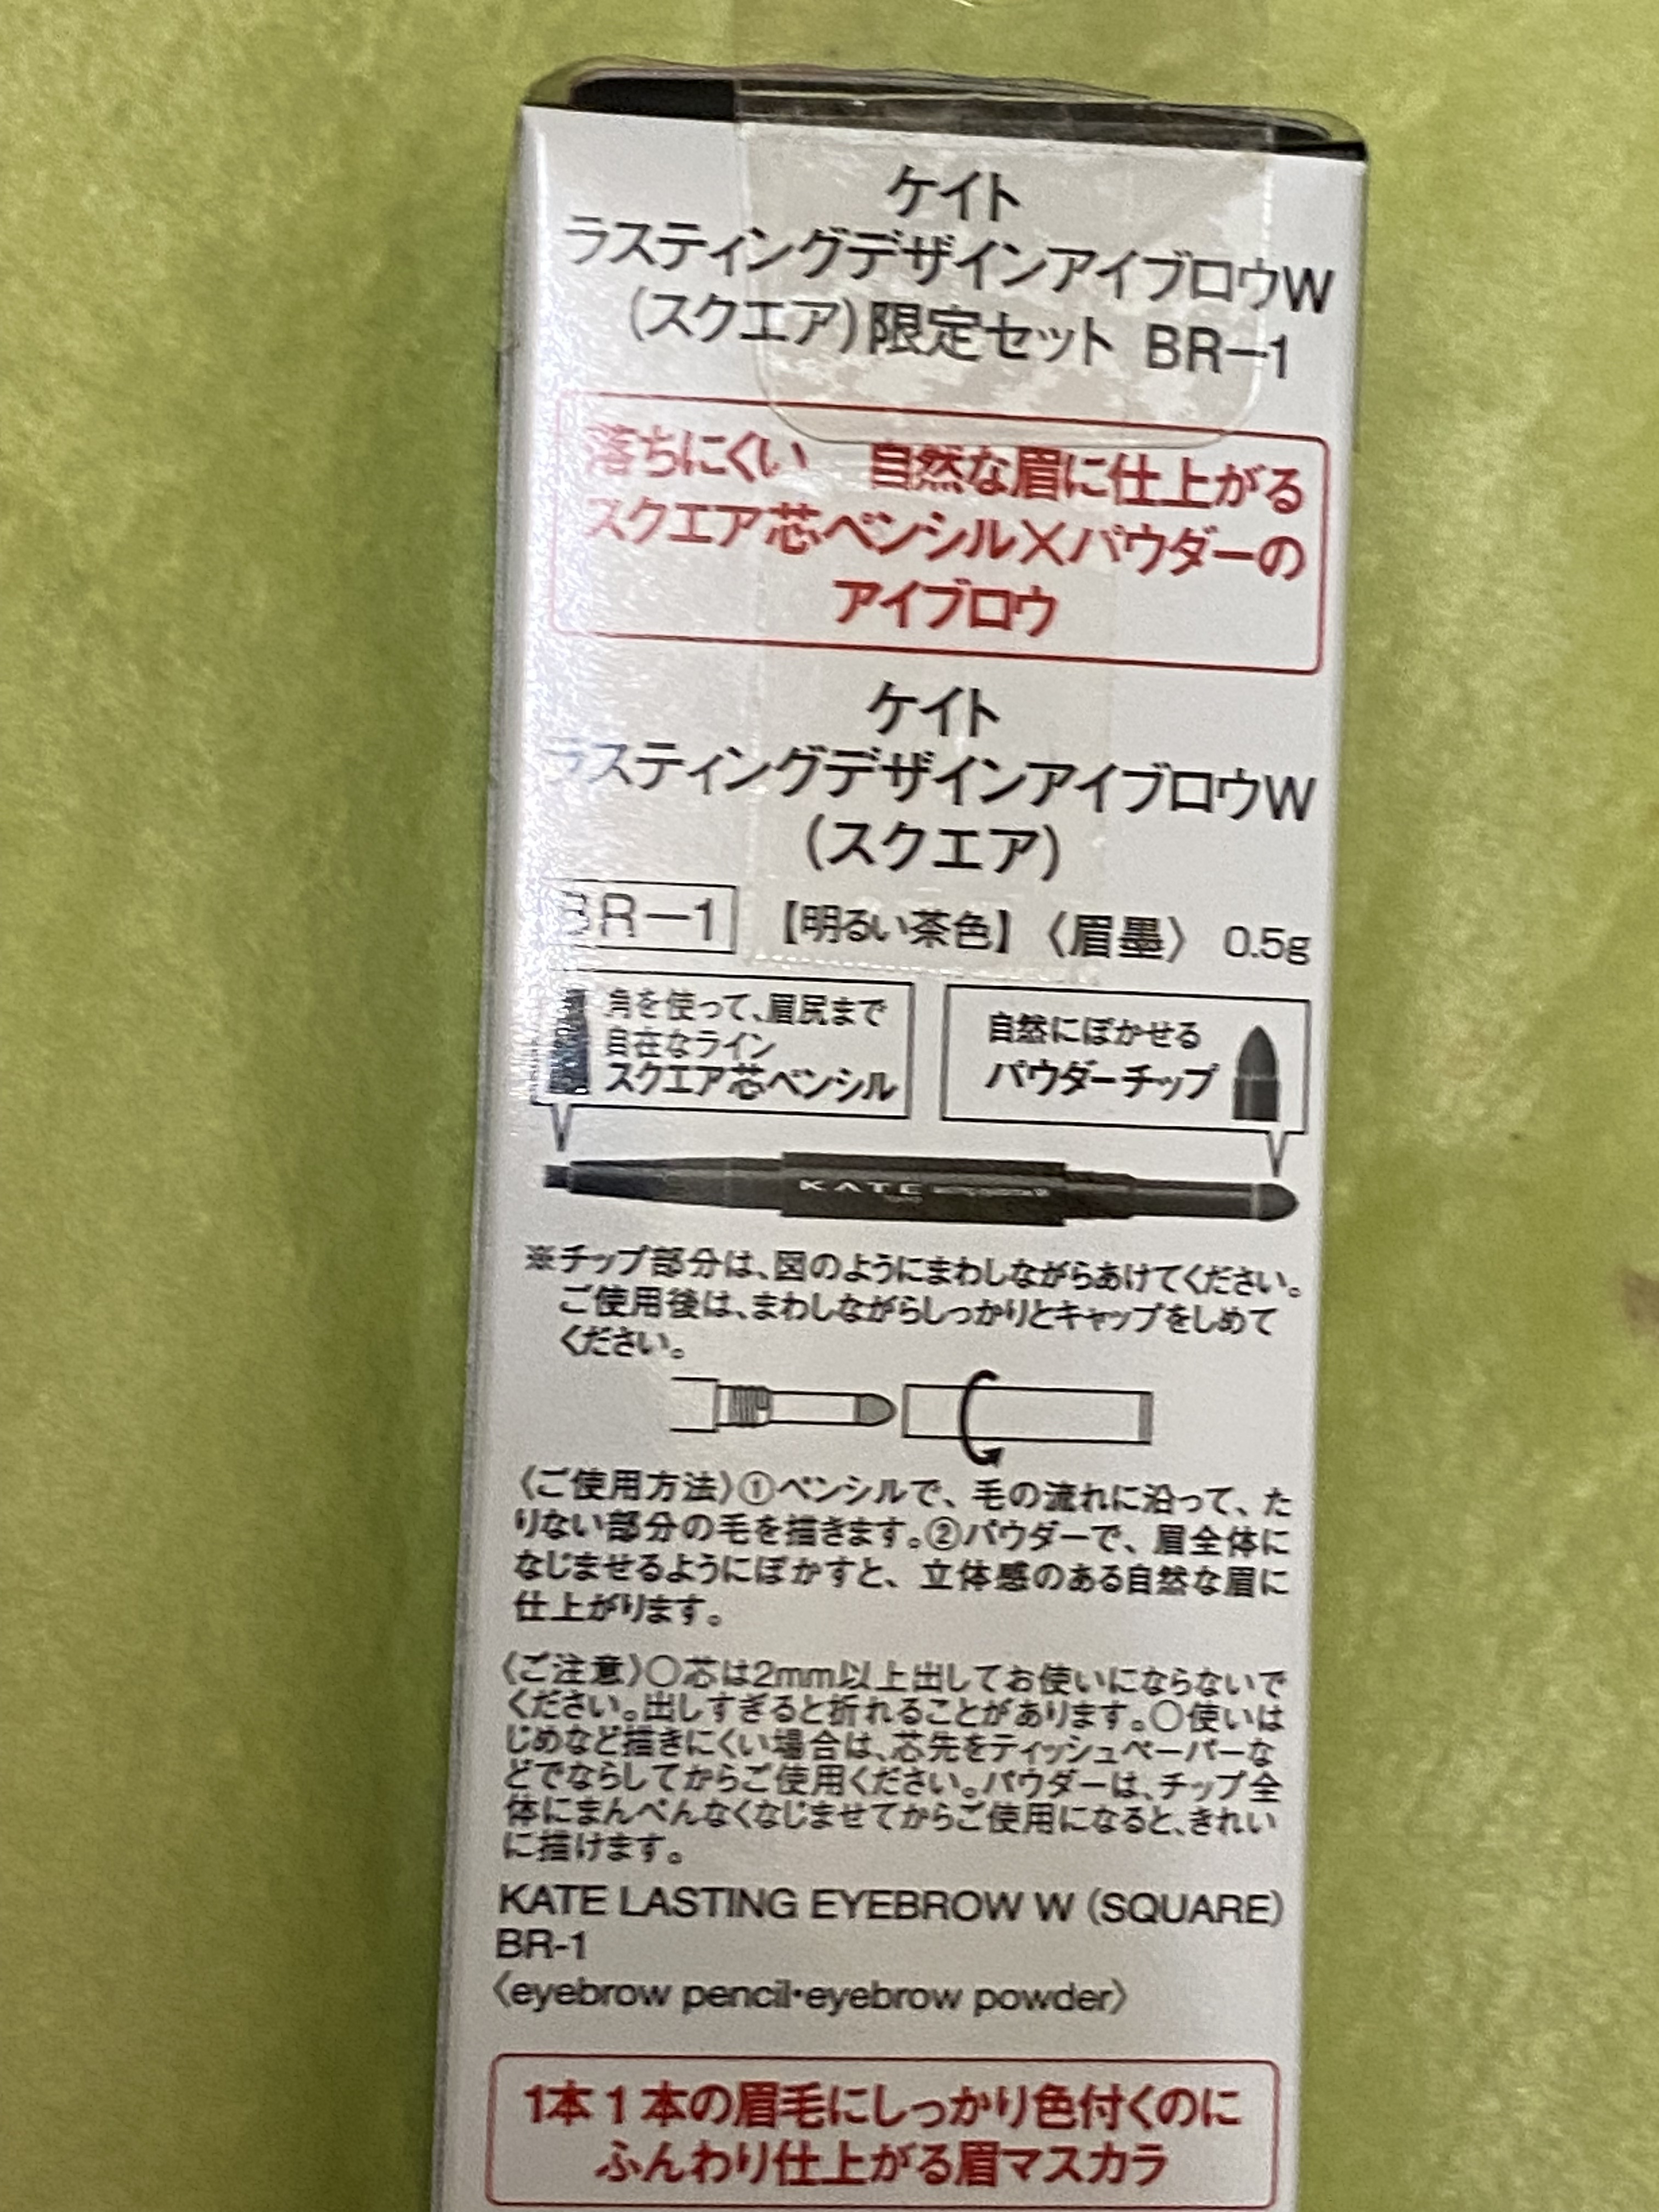 ケイト
ラスティングデザインアイブロウW
(スクエア)限定セット BR−1
落ちにくい 自然な眉に仕上がる
スクエア芯ペンシル×パウダーの
アイブロウ
ケイト
ラスティングデザインアイブロウW
(スクエア)
BR−1 【明るい茶色】〈眉墨〉 0.5g
角を使って、眉尻まで
自在なライン
スクエア芯ペンシル
自然にぼかせる
パウダーチップ
KATE
※チップ部分は、図のようにまわしながらあけてください。
ご使用後は、まわしながらしっかりとキャップをしめて
ください。
〈ご使用方法〉①ペンシルで、毛の流れに沿って、た
りない部分の毛を描きます。②パウダーで、眉全体に
なじませるようにぼかすと、立体感のある自然な眉に
仕上がります。
〈ご注意〉○芯は2mm以上出してお使いにならないで
ください。出しすぎると折れることがあります。○使いは
じめなど描きにくい場合は、芯先をティッシュペーパーな
どでならしてからご使用ください。パウダーは、チップ全
体にまんべんなくなじませてからご使用になると、きれい
に描けます。
KATE LASTING EYEBROW W (SQUARE)
BR-1
〈eyebrow pencil・eyebrow powder〉
1本1本の眉毛にしっかり色付くのに
ふんわり仕上がる眉マスカラ